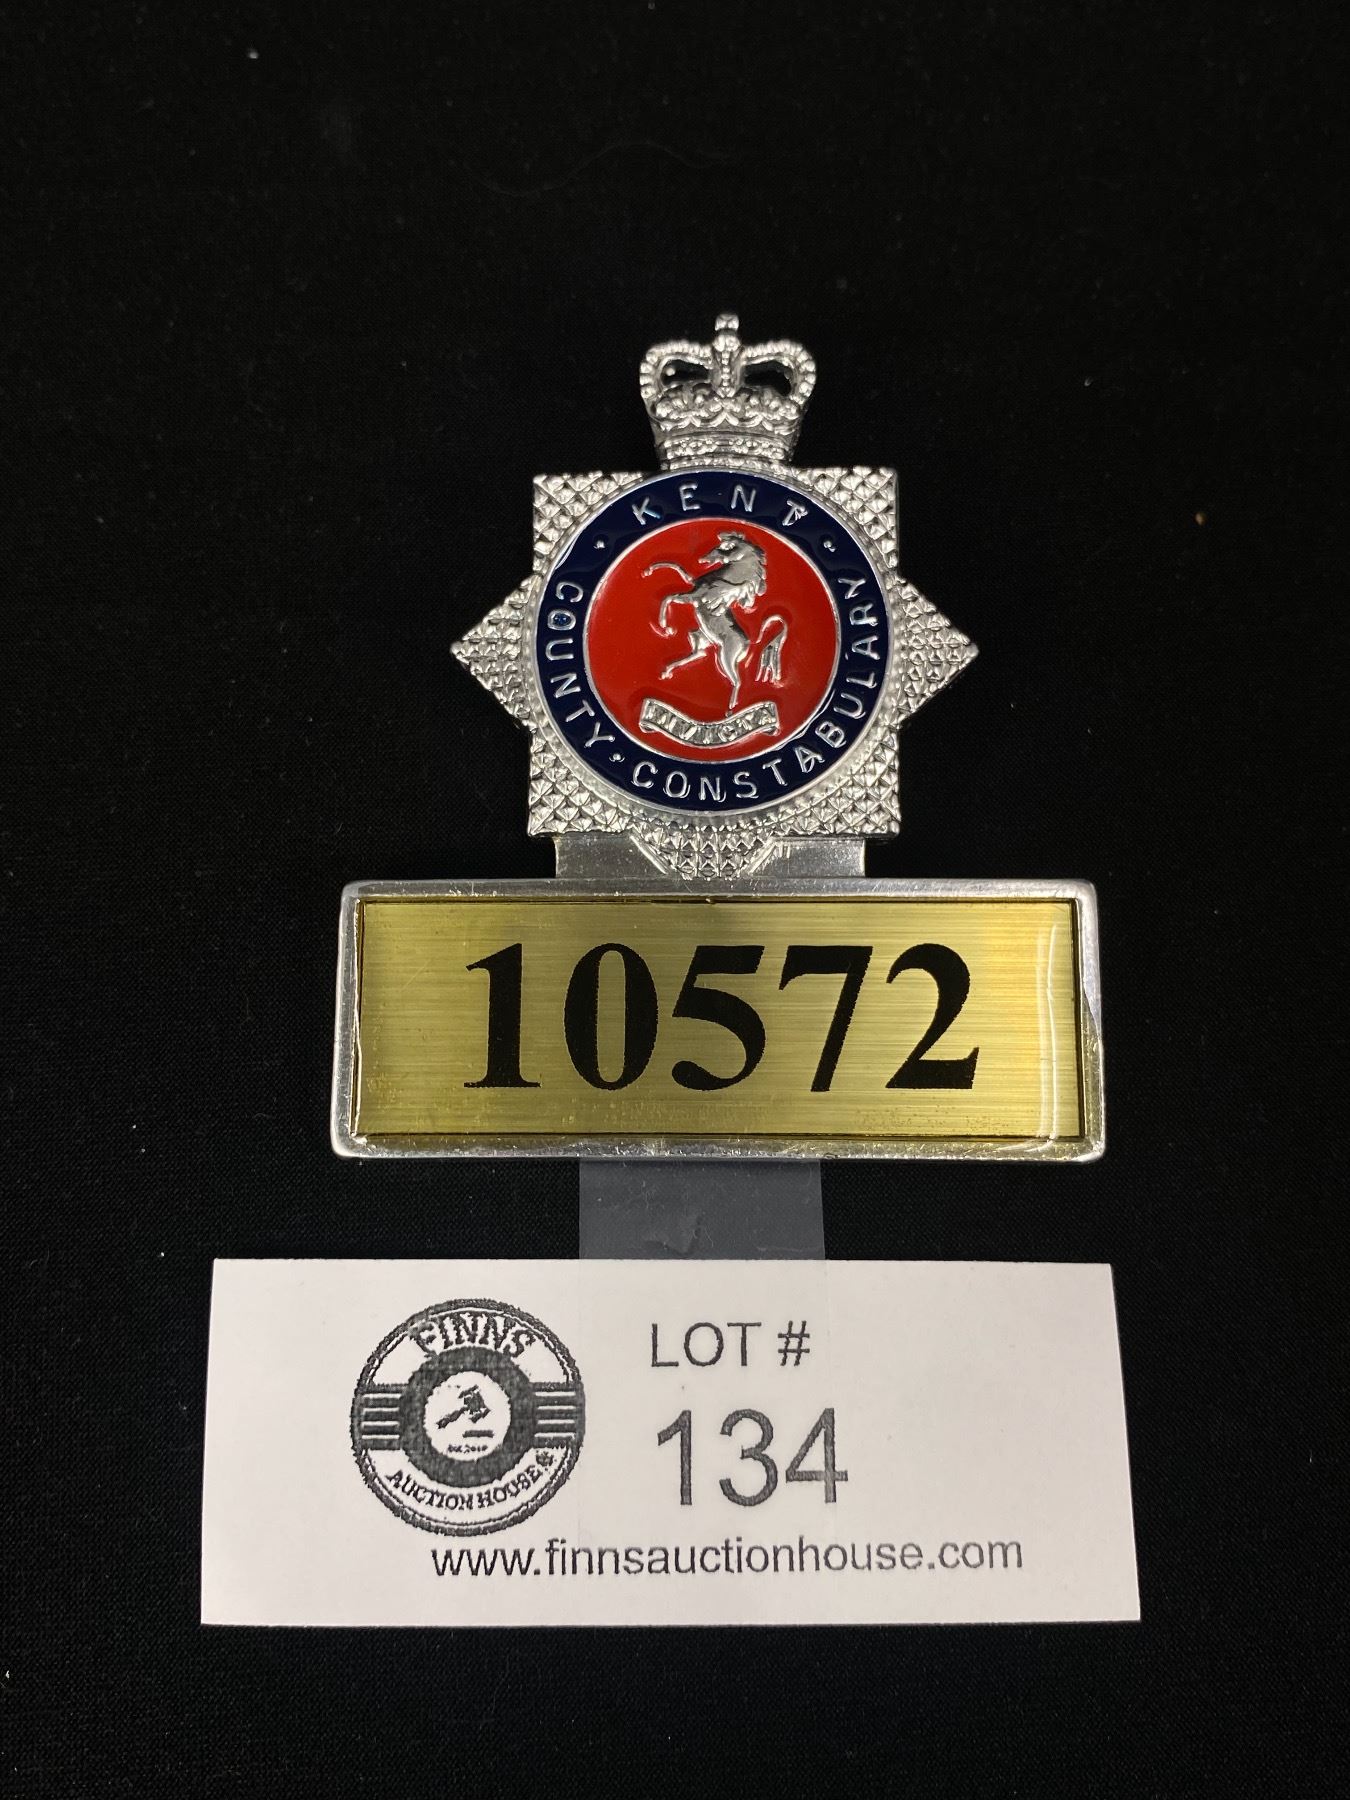 KENT
COUNTY · CONSTABULARY
INVICTA
10572
FINNS
AUCTION HOUSE
LOT #
134
www.finnsauctionhouse.com